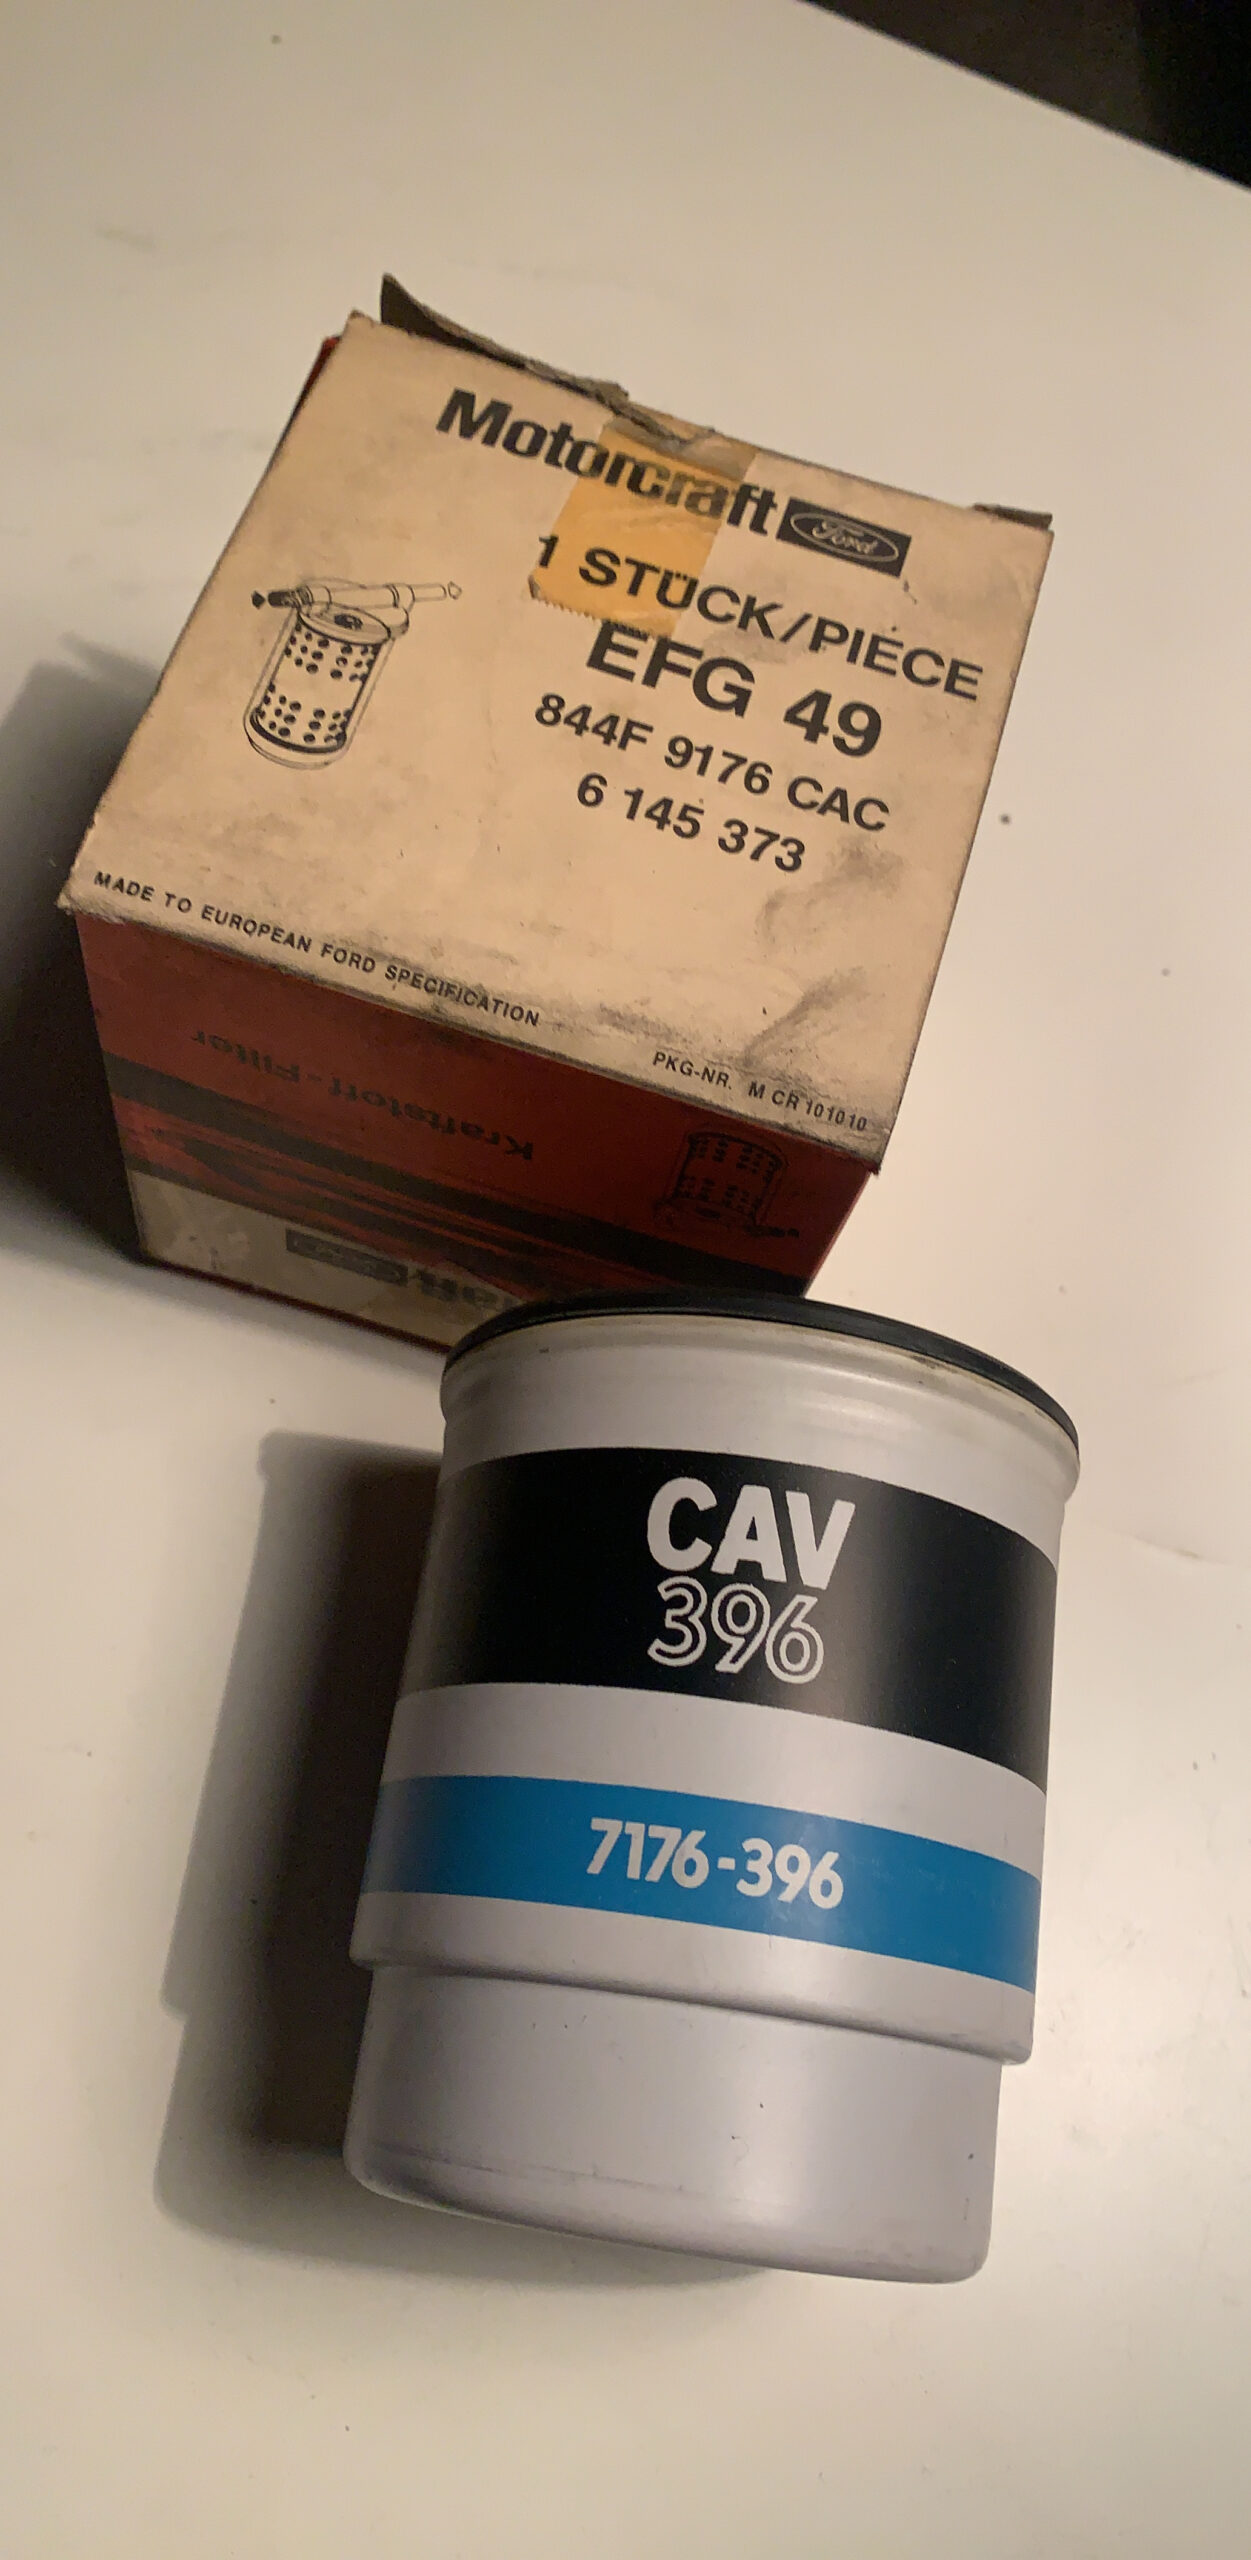 Motorcraft Ford
1 STÜCK/PIECE
EFG 49
844F 9176 CAC
6 145 373
MADE TO EUROPEAN FORD SPECIFICATION
PKG-NR. M CR 101010
Kraftstoff-Filter
CAV
396
7176-396